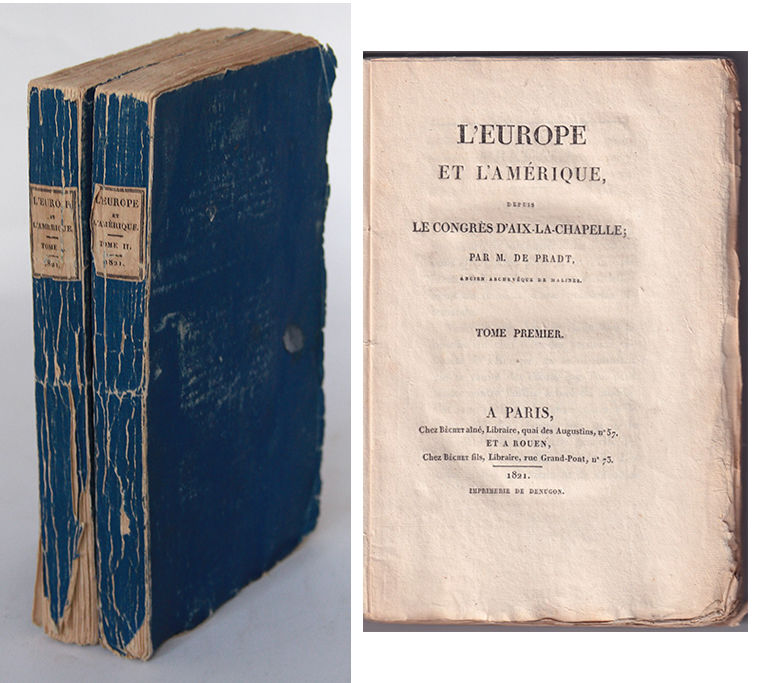 L'EUROPE
ET
L'AMÉRIQUE
TOME
1821.
L'EUROPE
ET
L'AMÉRIQUE.
TOME II.
1821.
L'EUROPE
ET L'AMÉRIQUE,
DEPUIS
LE CONGRÈS D'AIX-LA-CHAPELLE;
PAR M. DE PRADT,
ANCIEN ARCHEVÊQUE DE MALINES.
TOME PREMIER.
A PARIS,
Chez BÉCHET aîné, Libraire, quai des Augustins, n° 57.
ET A ROUEN,
Chez BÉCHET fils, Libraire, rue Grand-Pont, n° 73.
1821.
IMPRIMERIE DE DENUGON.